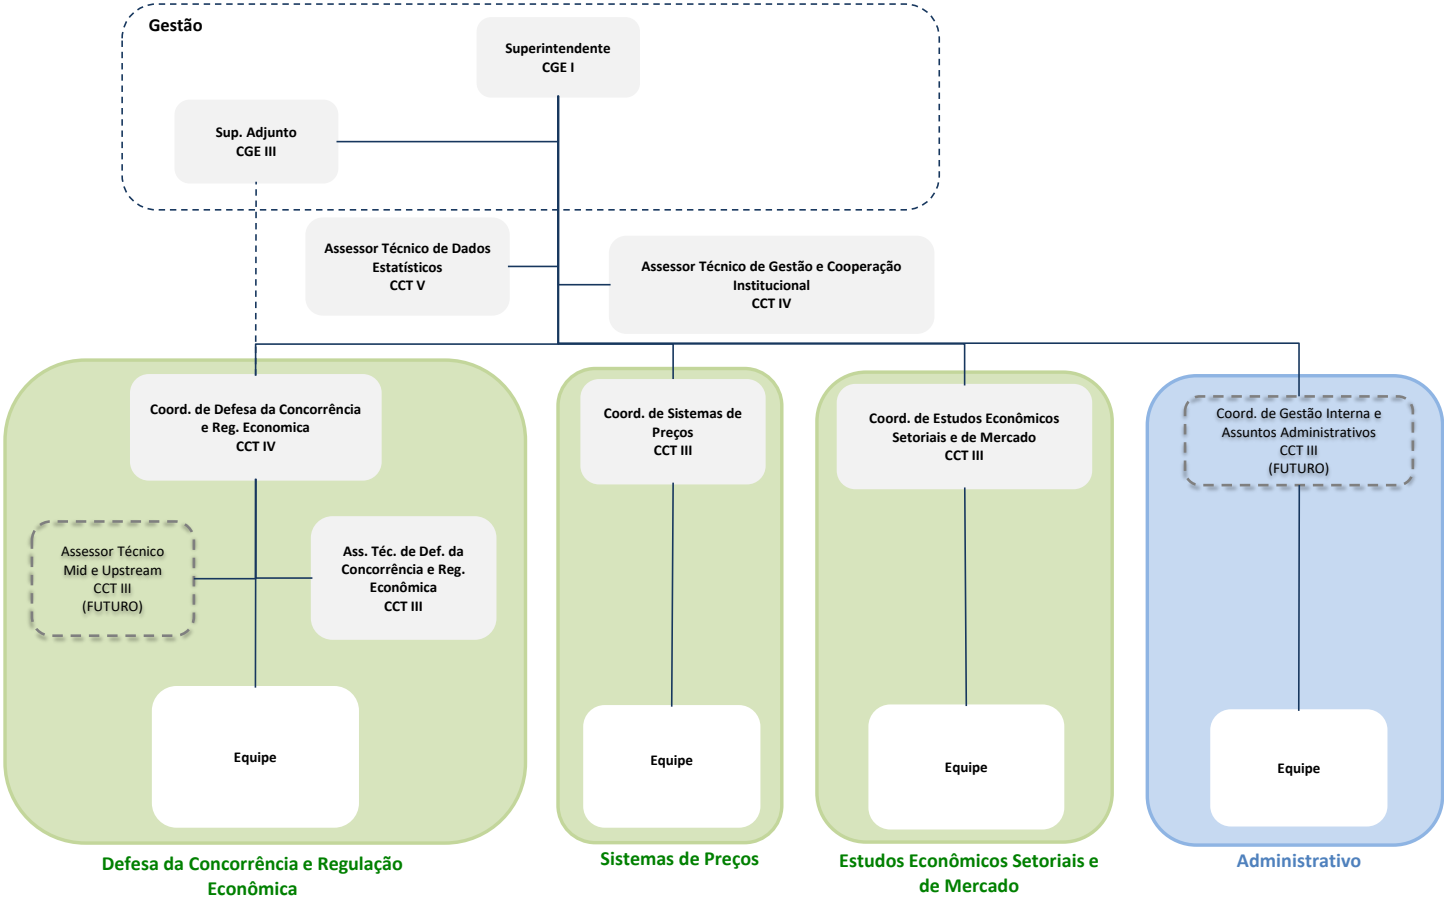 Gestão
Superintendente
CGE I
Sup. Adjunto
CGE III
Assessor Técnico de Dados
Estatísticos
CCT V
Assessor Técnico de Gestão e Cooperação
Institucional
CCT IV
Coord. de Defesa da Concorrência
e Reg. Economica
CCT IV
Coord. de Sistemas de
Preços
CCT III
Coord. de Estudos Econômicos
Setoriais e de Mercado
CCT III
Coord. de Gestão Interna e
Assuntos Administrativos
CCT III
(FUTURO)
Assessor Técnico
Mid e Upstream
CCT III
(FUTURO)
Ass. Téc. de Def. da
Concorrência e Reg.
Econômica
CCT III
Equipe
Equipe
Equipe
Equipe
Defesa da Concorrência e Regulação
Econômica
Sistemas de Preços
Estudos Econômicos Setoriais e
de Mercado
Administrativo